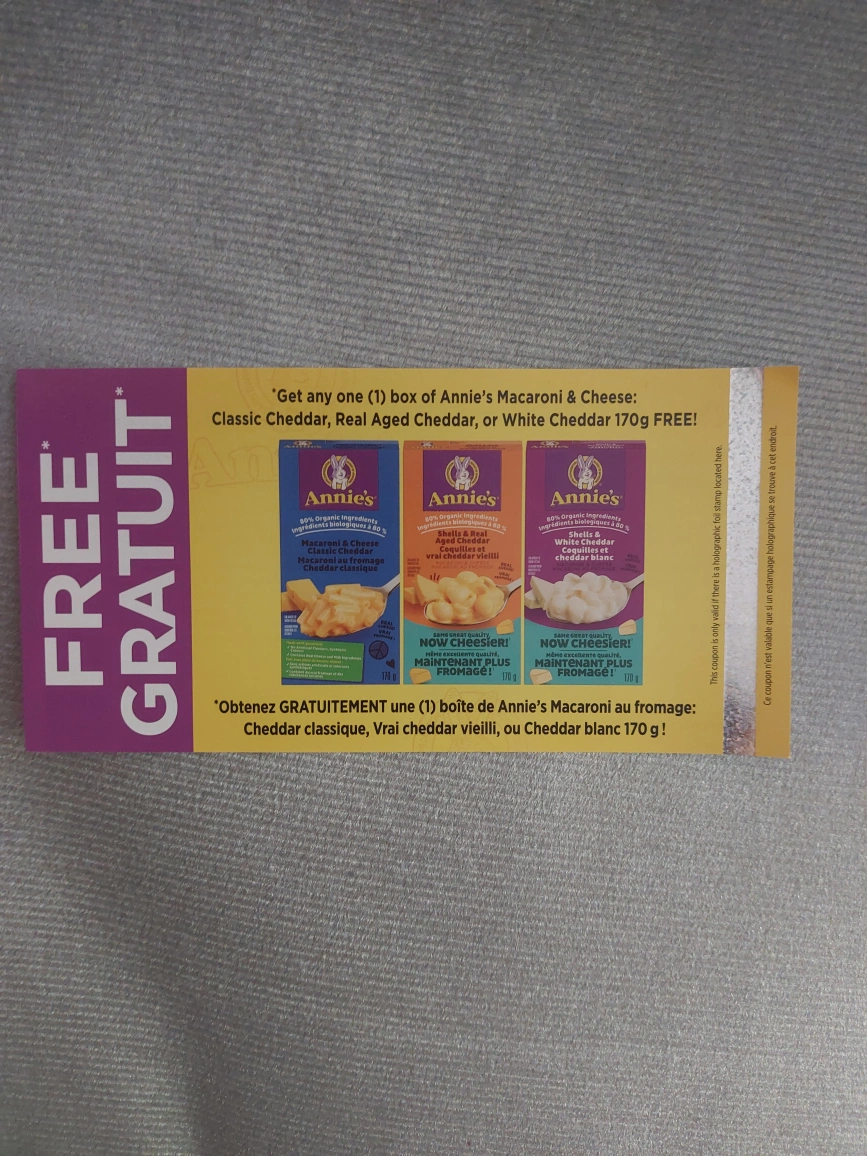 FREE*
GRATUIT*
*Get any one (1) box of Annie's Macaroni & Cheese:
Classic Cheddar, Real Aged Cheddar, or White Cheddar 170g FREE!
Annie's
80% Organic Ingredients
Ingrédients biologiques à 80 %
Macaroni & Cheese
Classic Cheddar
Macaroni au fromage
Cheddar classique
REAL
CHEESE!
VRAI
FROMAGE!
170 g
Annie's
80% Organic Ingredients
Ingrédients biologiques à 80 %
Shells & Real
Aged Cheddar
Coquilles et
vrai cheddar vieilli
SAME GREAT QUALITY,
NOW CHEESIER!
MÊME EXCELLENTE QUALITÉ,
MAINTENANT PLUS
FROMAGÉ!
170 g
Annie's
80% Organic Ingredients
Ingrédients biologiques à 80 %
Shells &
White Cheddar
Coquilles et
cheddar blanc
SAME GREAT QUALITY,
NOW CHEESIER!
MÊME EXCELLENTE QUALITÉ,
MAINTENANT PLUS
FROMAGÉ!
170 g
*Obtenez GRATUITEMENT une (1) boîte de Annie's Macaroni au fromage:
Cheddar classique, Vrai cheddar vieilli, ou Cheddar blanc 170 g!
This coupon is only valid if there is a holographic foil stamp located here.
Ce coupon n'est valable que si un estampage holographique se trouve à cet endroit.